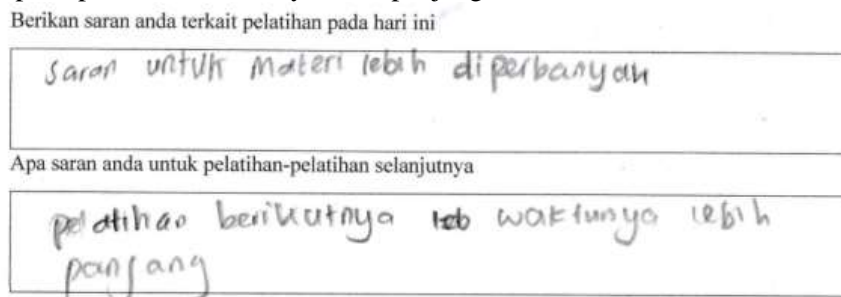 Berikan saran anda terkait pelatihan pada hari ini
saran untuk materi lebih diperbanyak
Apa saran anda untuk pelatihan-pelatihan selanjutnya
pelatihan berikutnya leb waktunya lebih
panjang